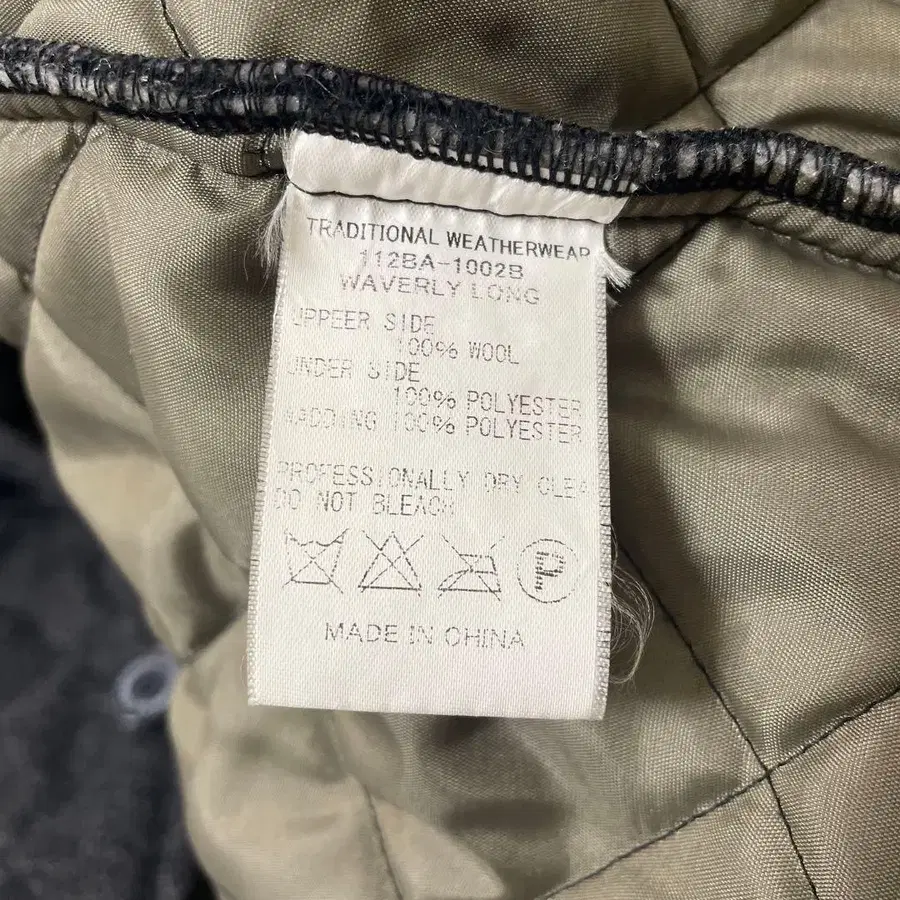 TRADITIONAL WEATHERWEAR
112BA-1002B
WAVERLY LONG
UPPEER SIDE
100% WOOL
UNDER SIDE
100% POLYESTER
WADDING 100% POLYESTER
PROFESSIONALLY DRY CLEA
DO NOT BLEACH
P
MADE IN CHINA